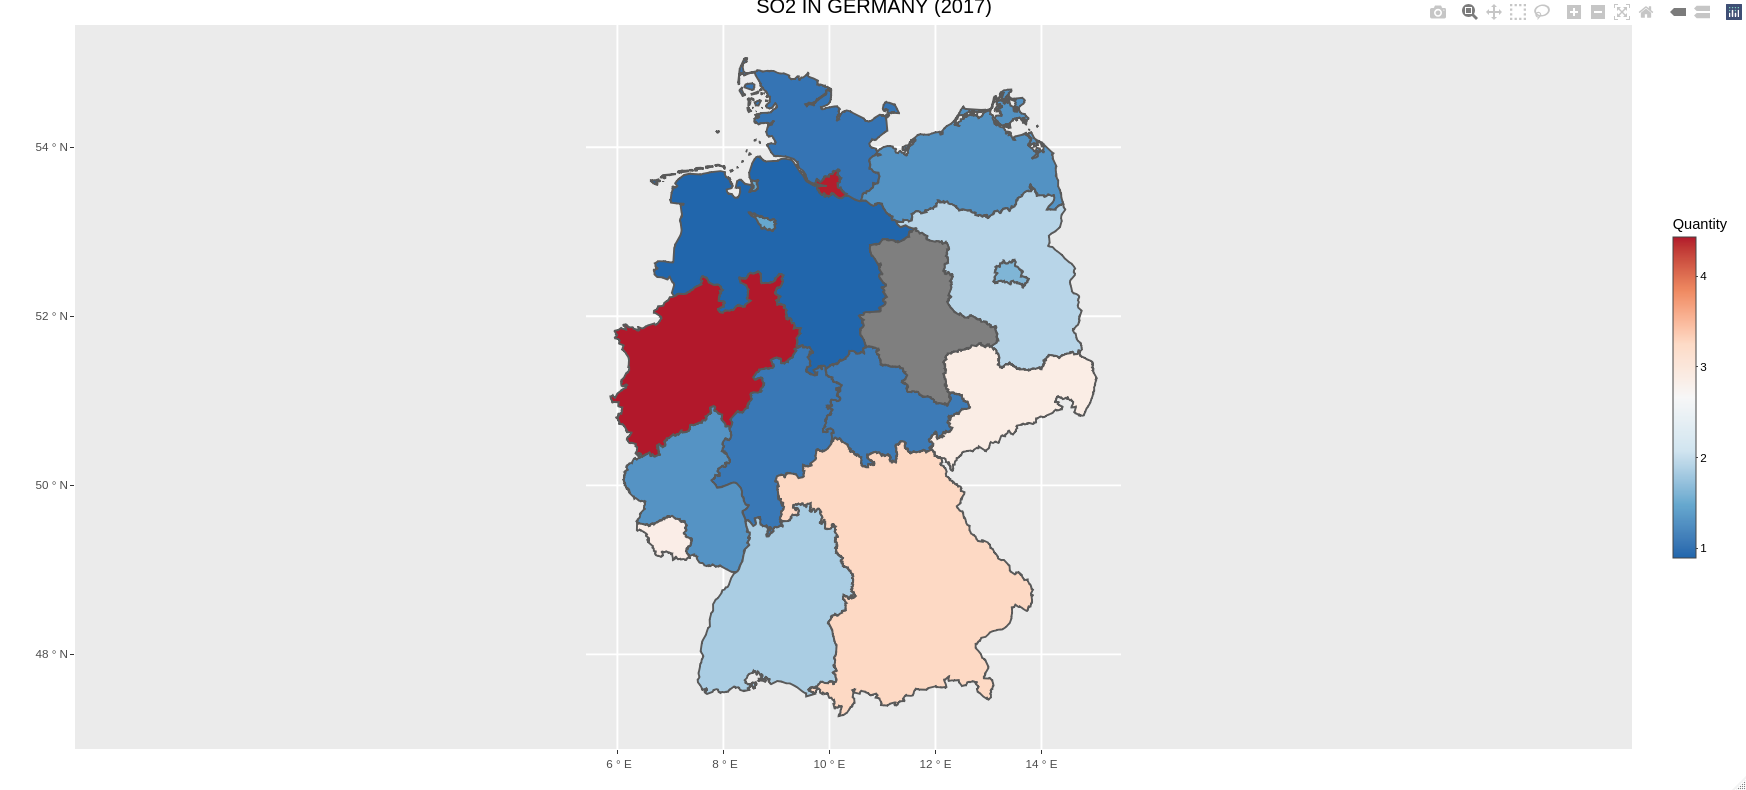 SO2 IN GERMANY (2017)
54 ° N
52 ° N
50 ° N
48 ° N
6 ° E
8 ° E
10 ° E
12 ° E
14 ° E
Quantity
4
3
2
1